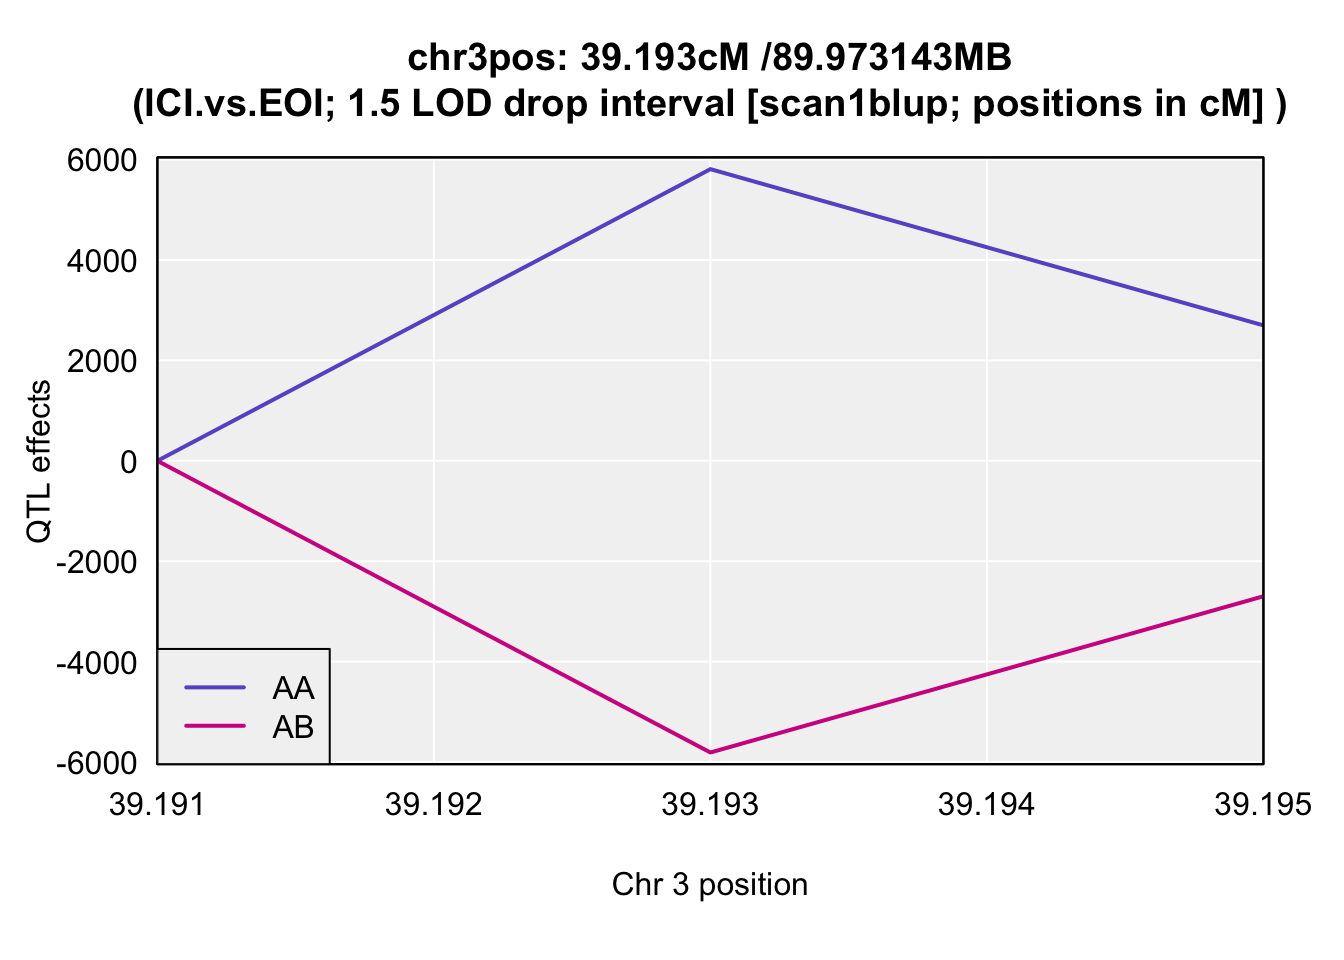 chr3pos: 39.193cM /89.973143MB
(ICI.vs.EOI; 1.5 LOD drop interval [scan1blup; positions in cM] )
6000
4000
2000
0
-2000
-4000
-6000
QTL effects
AA
AB
39.191 39.192 39.193 39.194 39.195
Chr 3 position